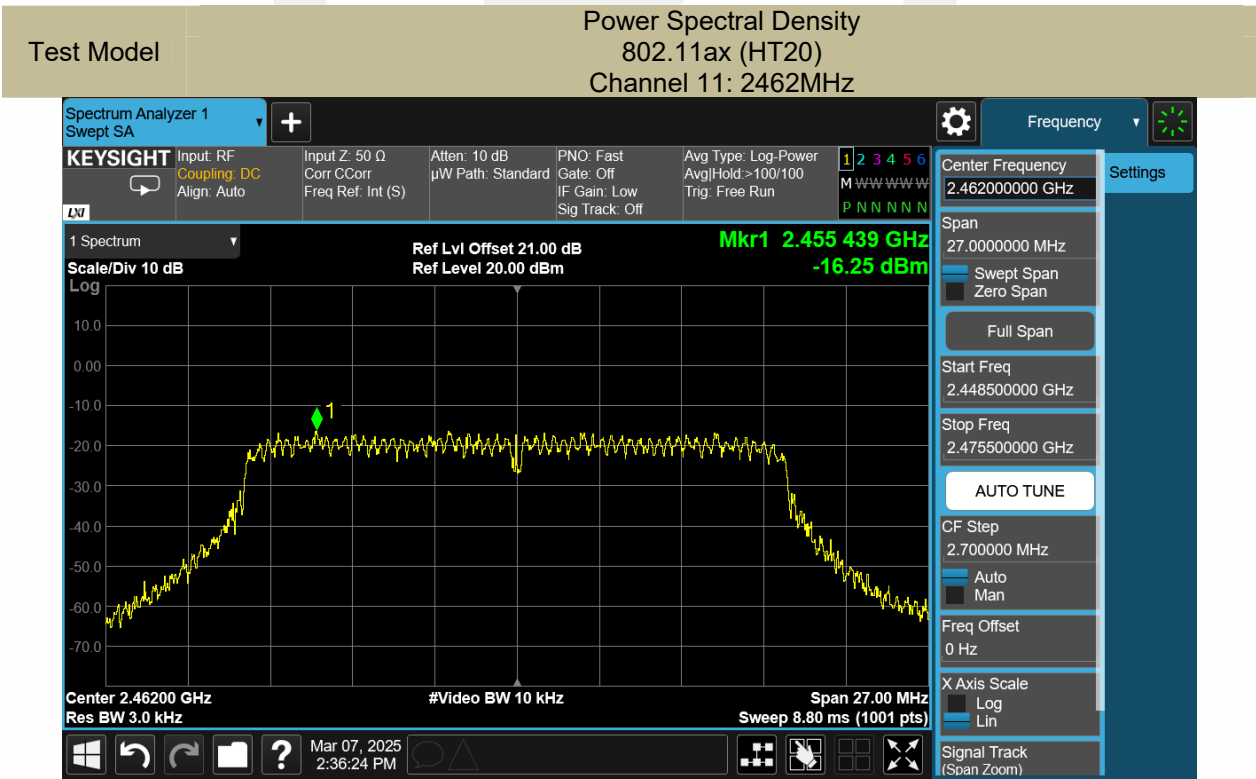 Test Model
Power Spectral Density
802.11ax (HT20)
Channel 11: 2462MHz
Spectrum Analyzer 1
Swept SA
Frequency
KEYSIGHT
LXI
Input: RF
Coupling: DC
Align: Auto
Input Z: 50 Ω
Corr CCorr
Freq Ref: Int (S)
Atten: 10 dB
µW Path: Standard
PNO: Fast
Gate: Off
IF Gain: Low
Sig Track: Off
Avg Type: Log-Power
Avg|Hold:>100/100
Trig: Free Run
1 2 3 4 5 6
M W W W W W
P N N N N N
1 Spectrum
Scale/Div 10 dB
Ref Lvl Offset 21.00 dB
Ref Level 20.00 dBm
Mkr1 2.455 439 GHz
-16.25 dBm
Log
10.0
0.00
-10.0
1
-20.0
-30.0
-40.0
-50.0
-60.0
-70.0
Center 2.46200 GHz
#Video BW 10 kHz
Span 27.00 MHz
Res BW 3.0 kHz
Sweep 8.80 ms (1001 pts)
?
Mar 07, 2025
2:36:24 PM
Center Frequency
2.462000000 GHz
Settings
Span
27.0000000 MHz
Swept Span
Zero Span
Full Span
Start Freq
2.448500000 GHz
Stop Freq
2.475500000 GHz
AUTO TUNE
CF Step
2.700000 MHz
Auto
Man
Freq Offset
0 Hz
X Axis Scale
Log
Lin
Signal Track
(Span Zoom)